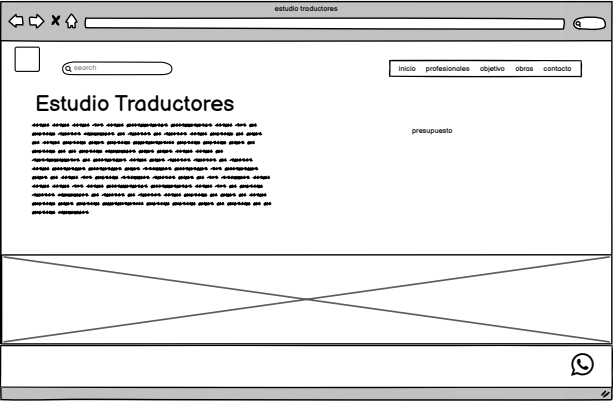 estudio traductores
search
inicio profesionales objetivo obras contacto
Estudio Traductores
presupuesto